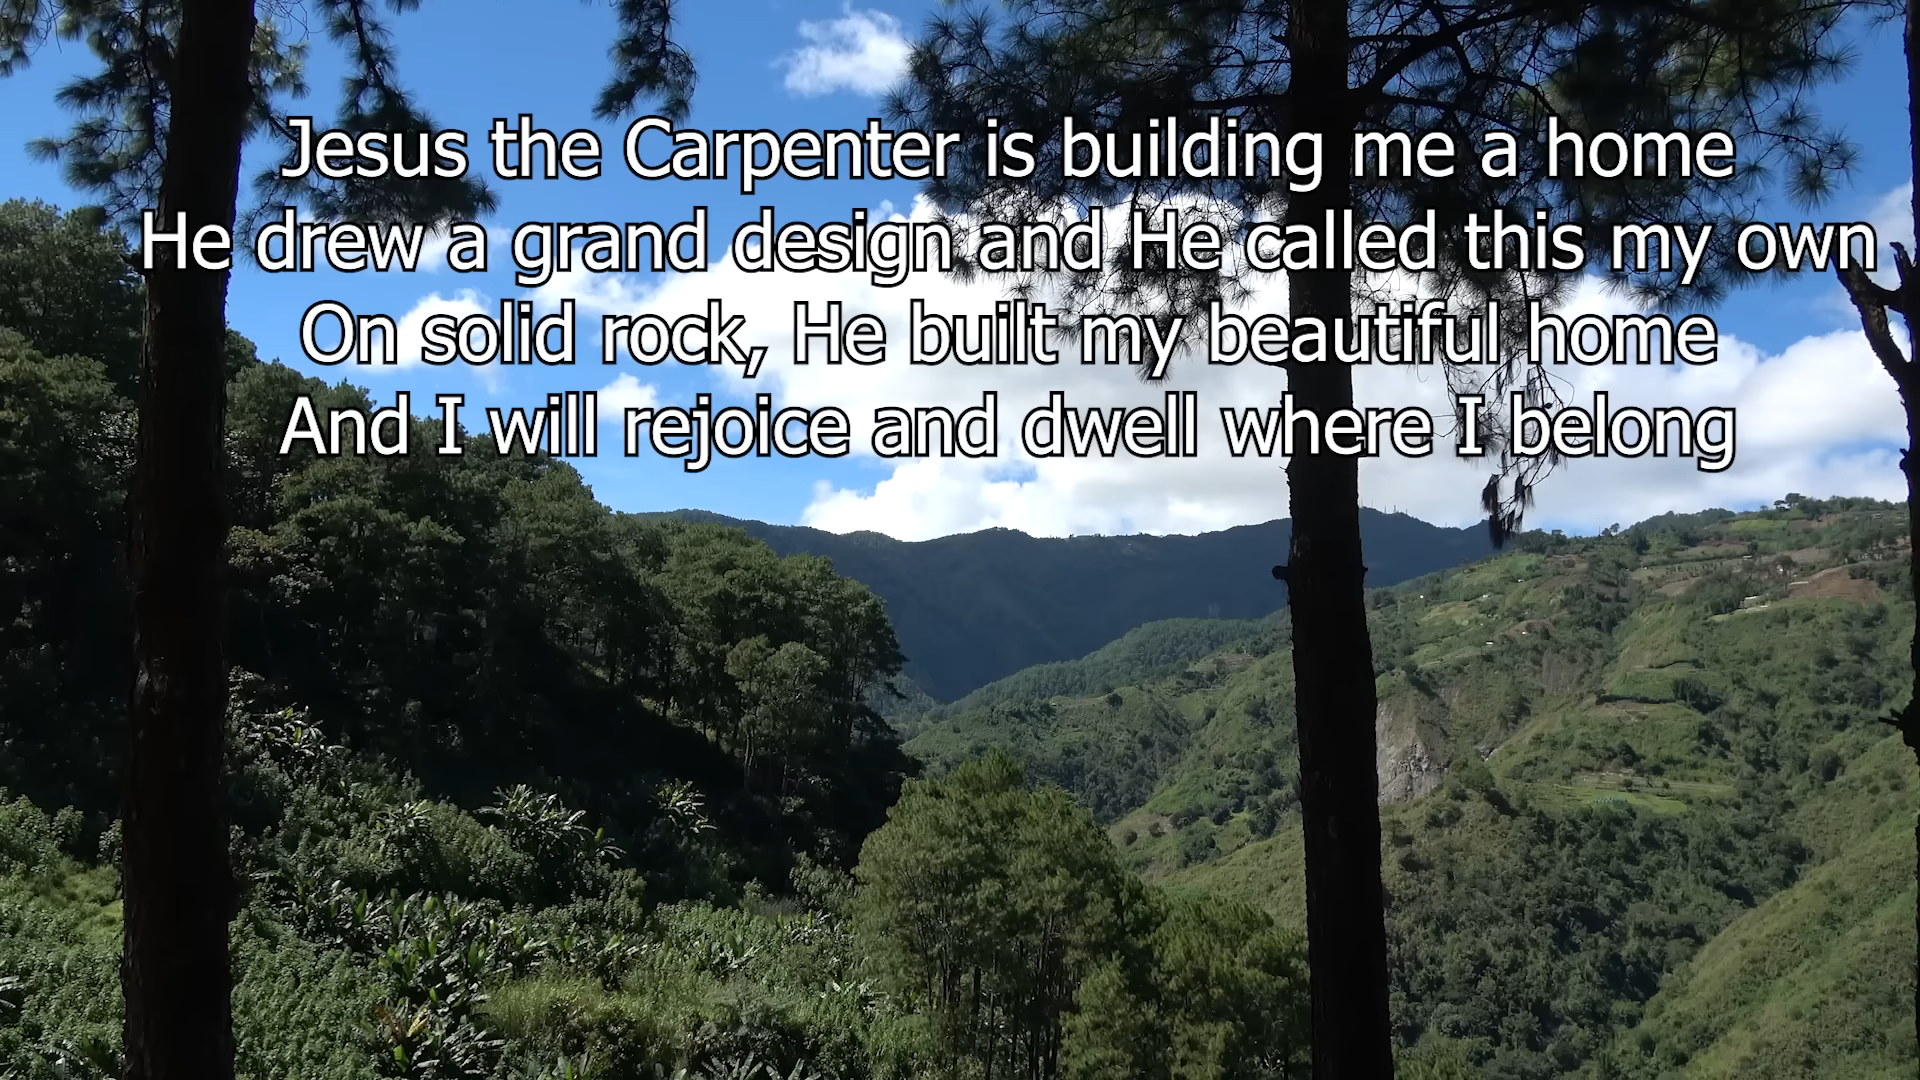 Jesus the Carpenter is building me a home
He drew a grand design and He called this my own
On solid rock, He built my beautiful home
And I will rejoice and dwell where I belong